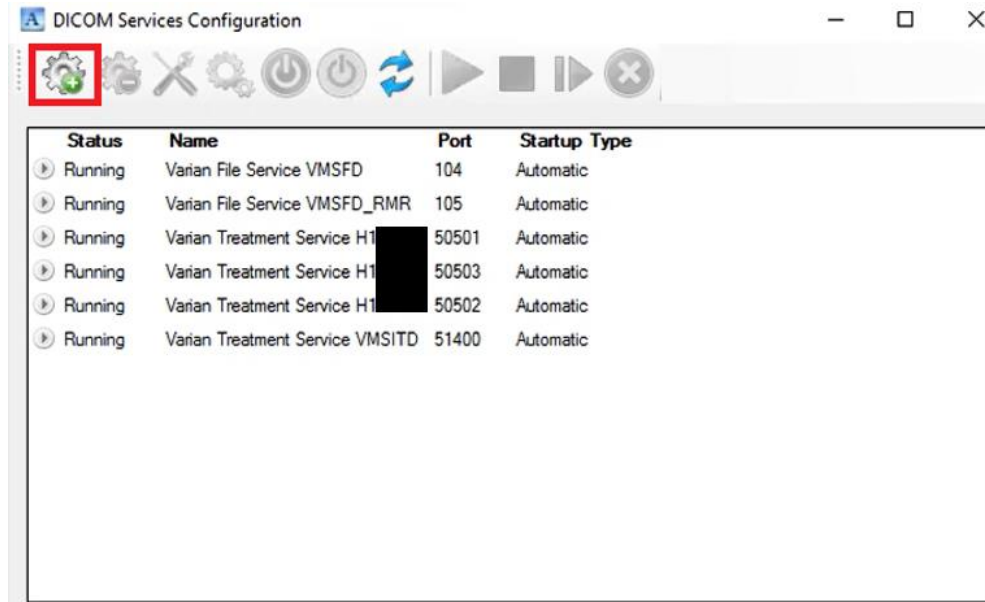 DICOM Services Configuration
Status Name Port Startup Type
Running Varian File Service VMSFD 104 Automatic
Running Varian File Service VMSFD_RMR 105 Automatic
Running Varian Treatment Service H1 50501 Automatic
Running Varian Treatment Service H1 50503 Automatic
Running Varian Treatment Service H1 50502 Automatic
Running Varian Treatment Service VMSITD 51400 Automatic